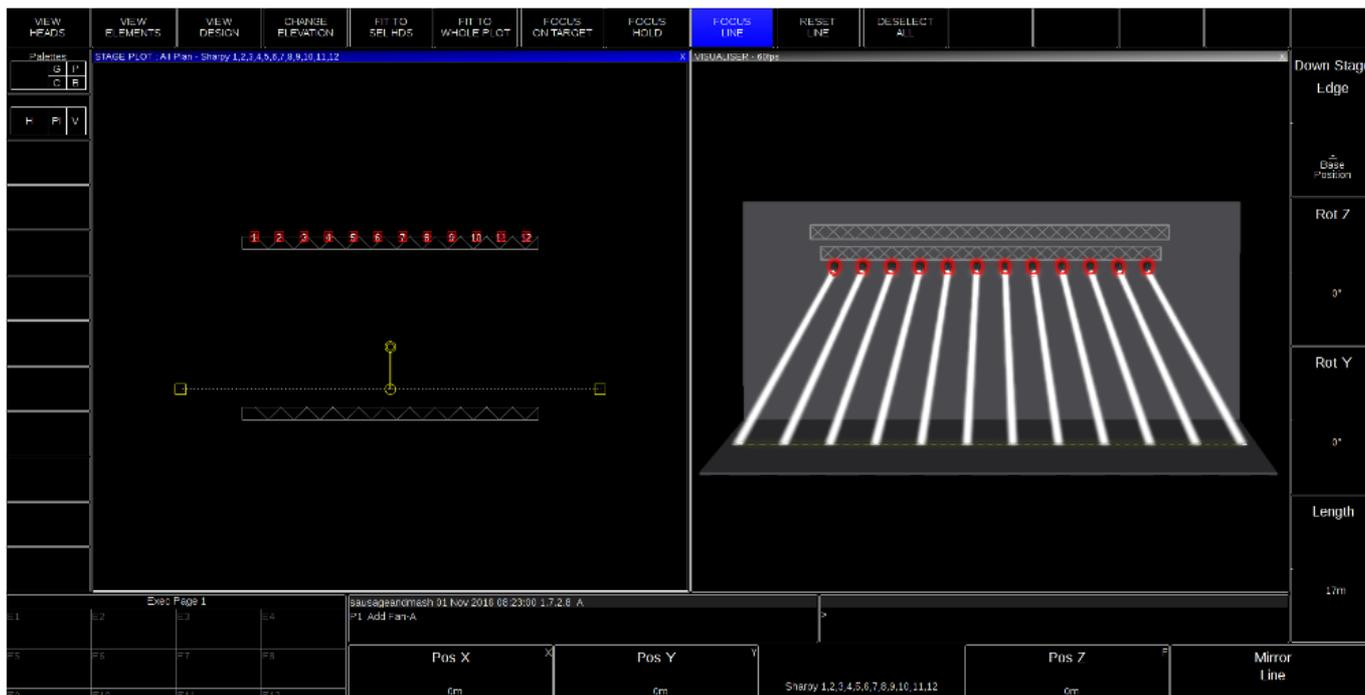 VIEW HEADS
VIEW ELEMENTS
VIEW DESIGN
CHANGE ELEVATION
FIT TO SEL HDS
FIT TO WHOLE PLOT
FOCUS ON TARGET
FOCUS HOLD
FOCUS LINE
RESET LINE
DESELECT ALL
Palettes
G P
C B
H PI V
STAGE PLOT : All Plan - Sharpy 1,2,3,4,5,6,7,8,9,10,11,12 X
1 2 3 4 5 6 7 8 9 10 11 12
VISUALISER - 60fps X
Down Stage
Edge
Base
Position
Rot Z
0°
Rot Y
0°
Length
17m
Exec Page 1
E1 E2 E3 E4
E5 E6 E7 E8
sausageandmash 01 Nov 2016 08:23:00 1.7.2.8 A
P1 Add Fan-A
>
Pos X X
0m
Pos Y Y
0m
Sharpy 1,2,3,4,5,6,7,8,9,10,11,12
Pos Z
0m
Mirror
Line